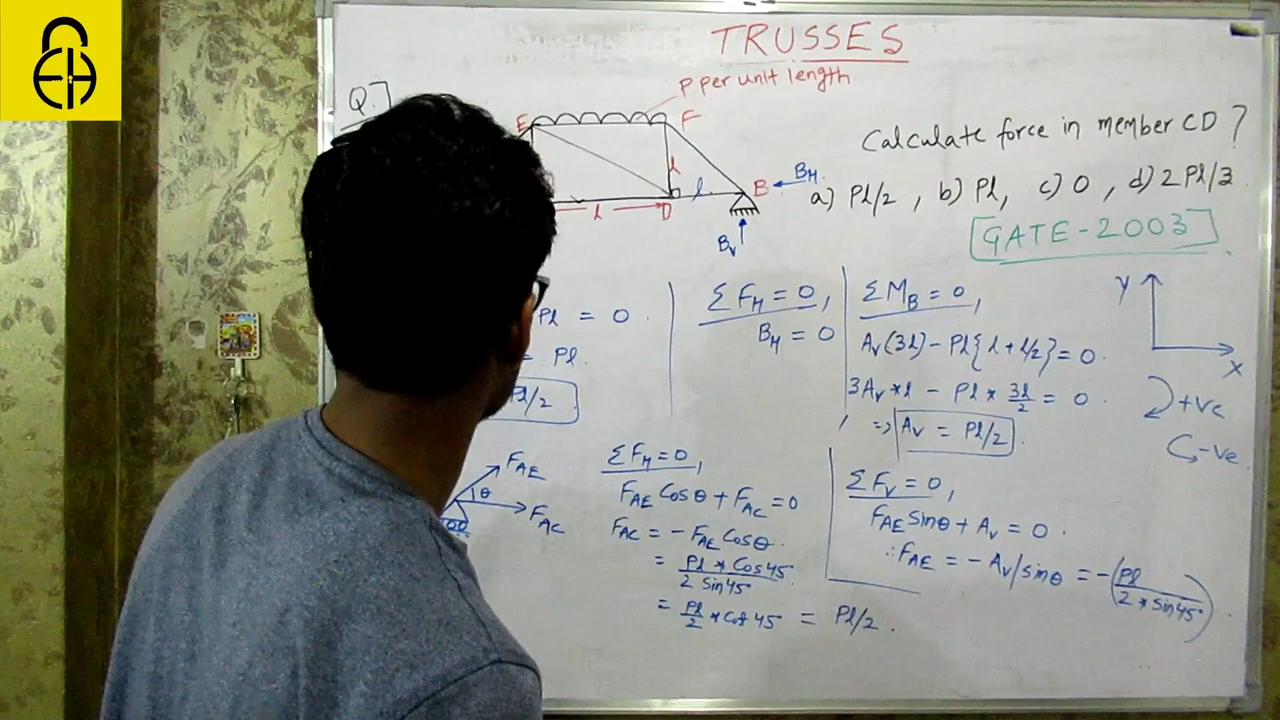 TRUSSES
P per unit length
Q.]
E
F
Calculate force in member CD ?
l
l
B
B_H
a) Pl/2 , b) Pl, c) 0 , d) 2 Pl/3
l
D
B_V
[GATE-2003]
Pl = 0 .
= Pl.
Pl/2
ΣF_H = 0,
B_H = 0
ΣM_B = 0,
A_V(3l) - Pl{l + l/2} = 0.
3A_V * l - Pl * 3l/2 = 0 .
=> A_V = Pl/2.
Y
X
+ve
-ve.
F_AE
θ
F_AC
ΣF_H = 0,
F_AE Cosθ + F_AC = 0
F_AC = - F_AE Cosθ.
= Pl * Cos45° / 2 Sin45°
= Pl/2 * Cot 45° = Pl/2 .
ΣF_V = 0,
F_AE Sinθ + A_V = 0 .
∴ F_AE = - A_V/sinθ = -(Pl / 2 * sin45°) .